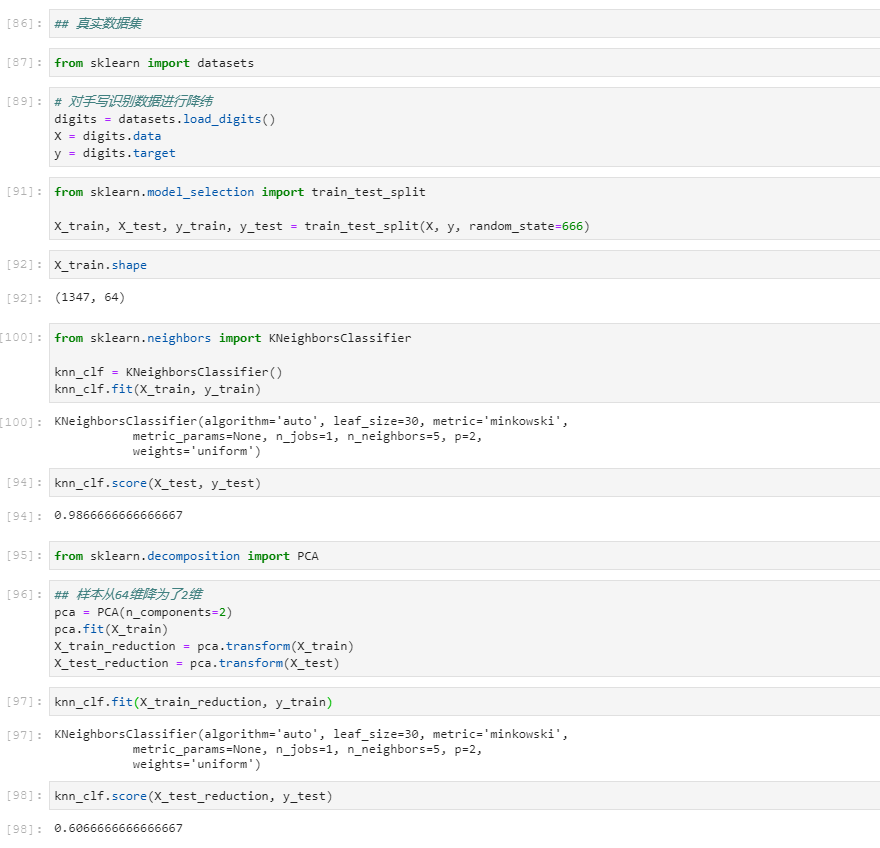 [86]: ## 真实数据集
[87]: from sklearn import datasets
[89]: # 对手写识别数据进行降纬
digits = datasets.load_digits()
X = digits.data
y = digits.target
[91]: from sklearn.model_selection import train_test_split
X_train, X_test, y_train, y_test = train_test_split(X, y, random_state=666)
[92]: X_train.shape
[92]: (1347, 64)
[100]: from sklearn.neighbors import KNeighborsClassifier
knn_clf = KNeighborsClassifier()
knn_clf.fit(X_train, y_train)
[100]: KNeighborsClassifier(algorithm='auto', leaf_size=30, metric='minkowski',
metric_params=None, n_jobs=1, n_neighbors=5, p=2,
weights='uniform')
[94]: knn_clf.score(X_test, y_test)
[94]: 0.9866666666666667
[95]: from sklearn.decomposition import PCA
[96]: ## 样本从64维降为了2维
pca = PCA(n_components=2)
pca.fit(X_train)
X_train_reduction = pca.transform(X_train)
X_test_reduction = pca.transform(X_test)
[97]: knn_clf.fit(X_train_reduction, y_train)
[97]: KNeighborsClassifier(algorithm='auto', leaf_size=30, metric='minkowski',
metric_params=None, n_jobs=1, n_neighbors=5, p=2,
weights='uniform')
[98]: knn_clf.score(X_test_reduction, y_test)
[98]: 0.6066666666666667